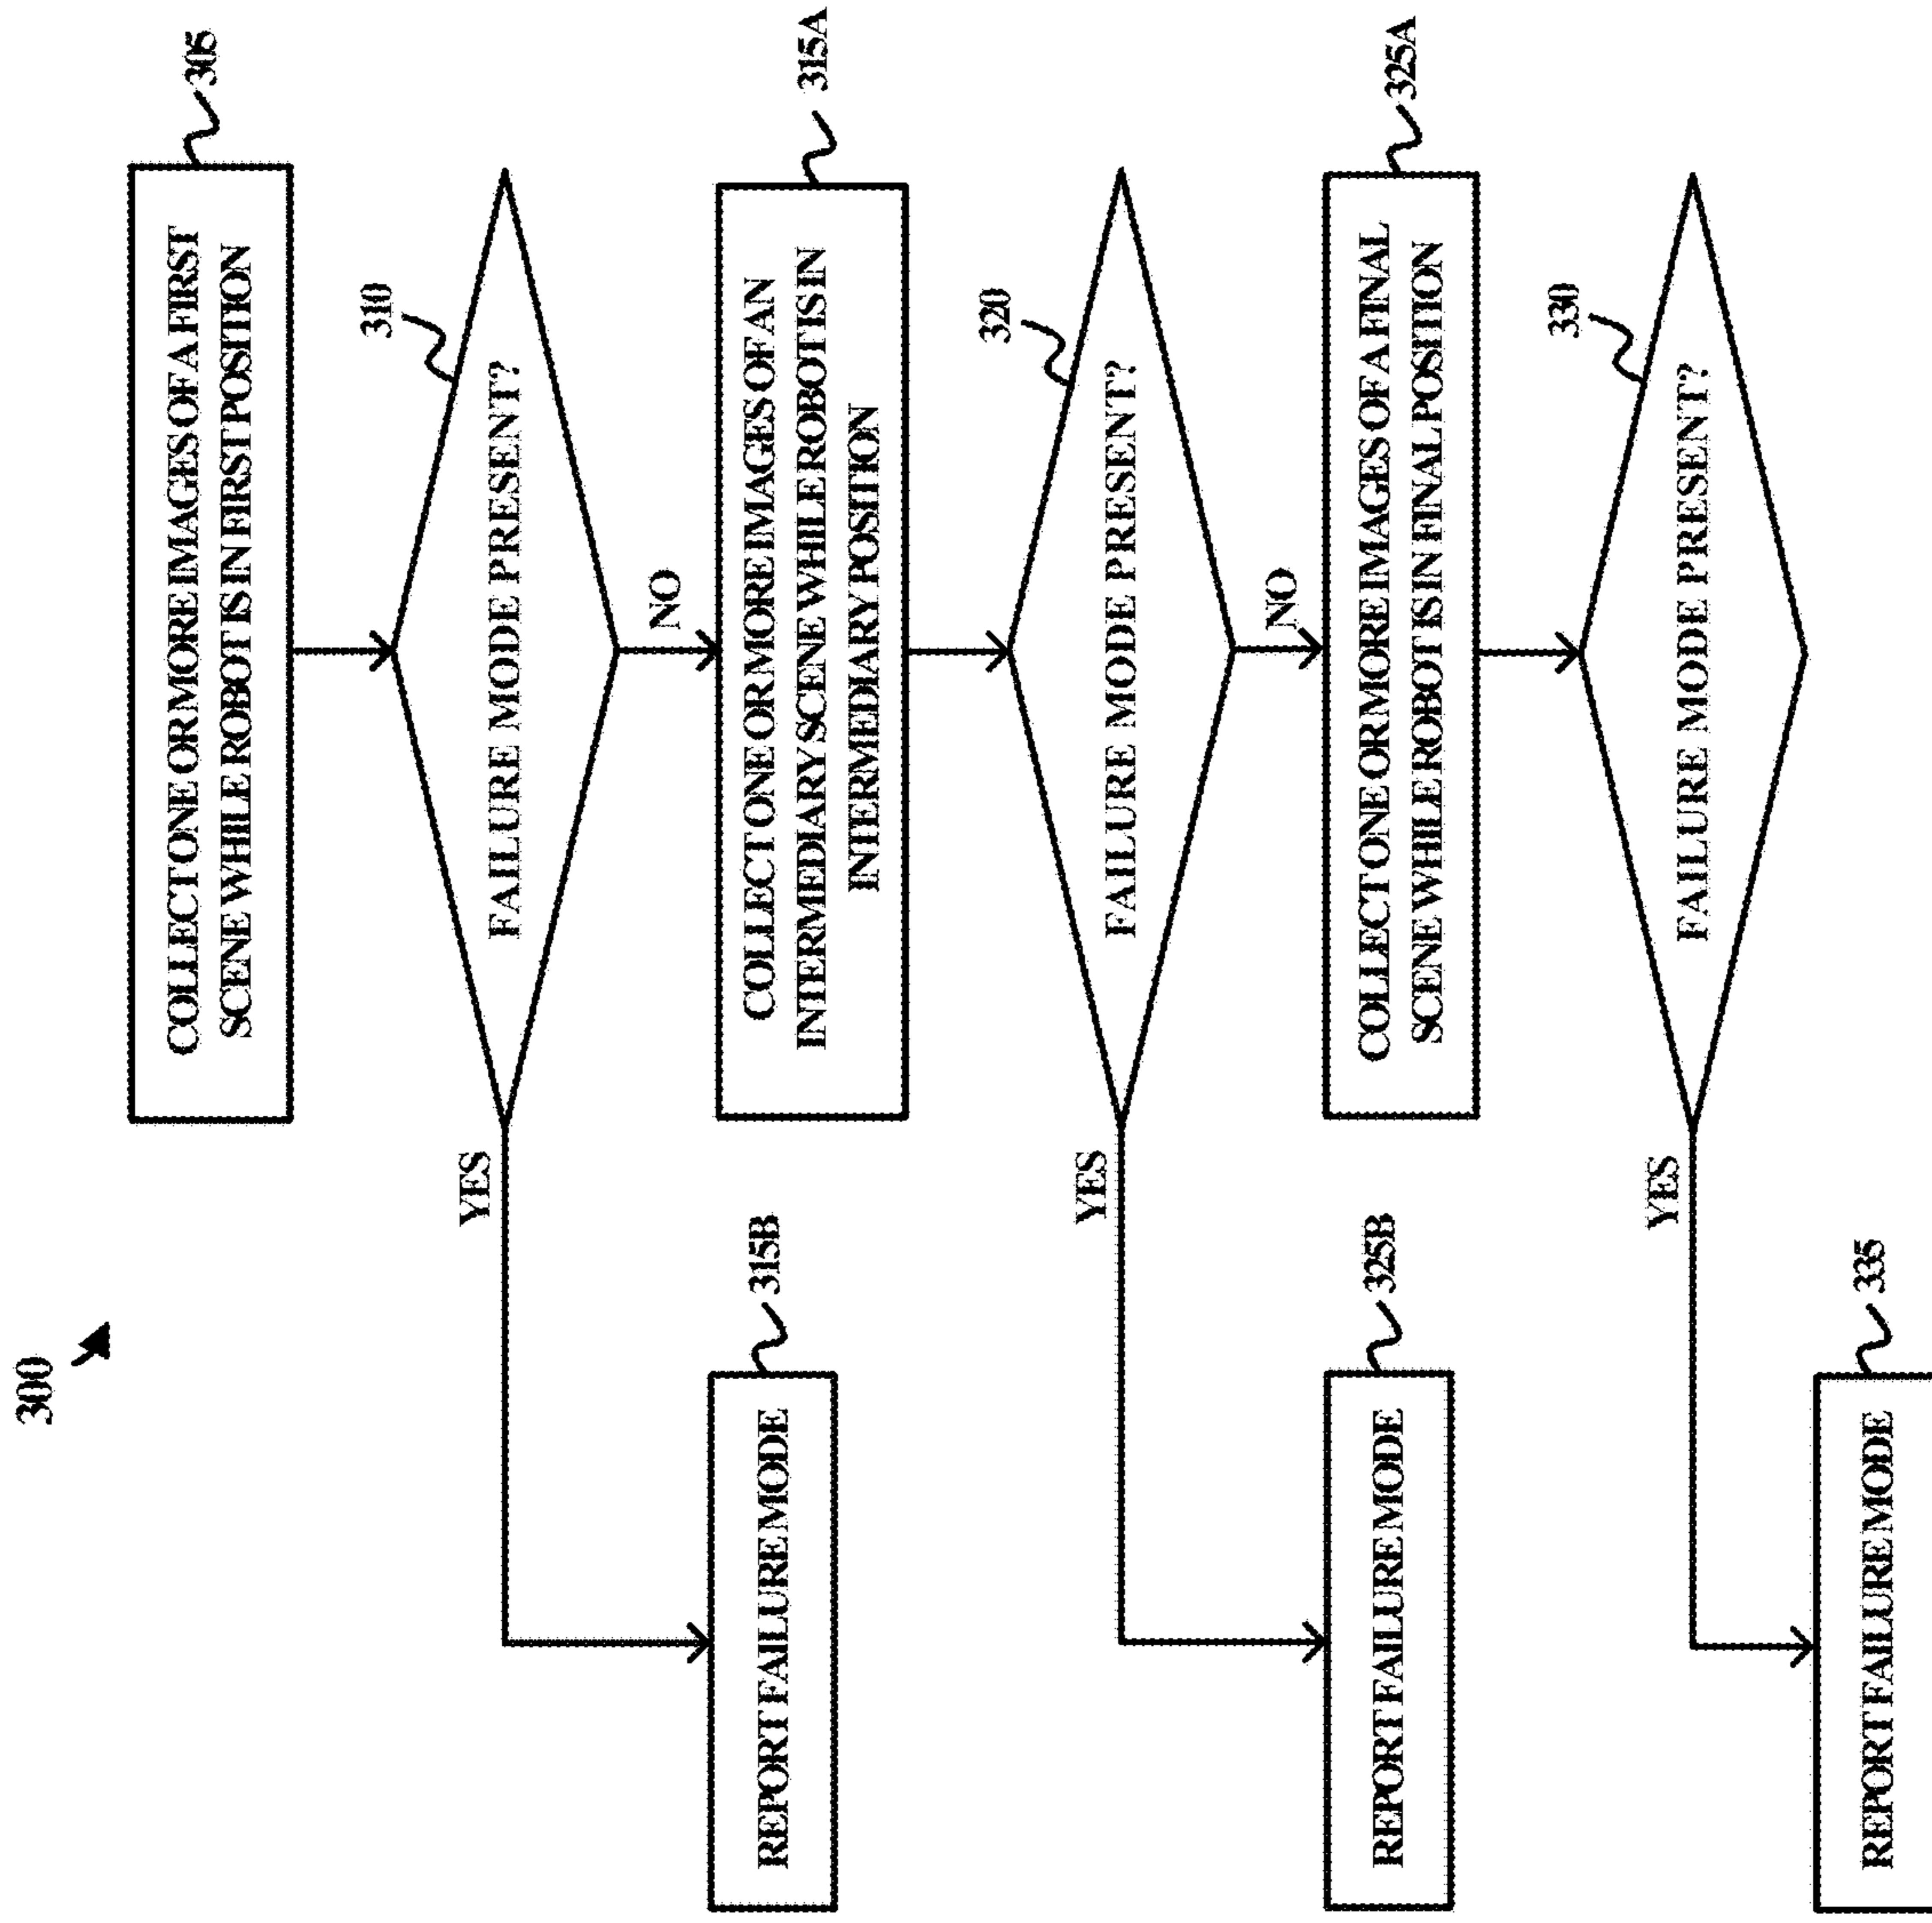 300
COLLECT ONE OR MORE IMAGES OF A FIRST
SCENE WHILE ROBOT IS IN FIRST POSITION
305
310
FAILURE MODE PRESENT?
YES
NO
REPORT FAILURE MODE
315B
COLLECT ONE OR MORE IMAGES OF AN
INTERMEDIARY SCENE WHILE ROBOT IS IN
INTERMEDIARY POSITION
315A
320
FAILURE MODE PRESENT?
YES
NO
REPORT FAILURE MODE
325B
COLLECT ONE OR MORE IMAGES OF A FINAL
SCENE WHILE ROBOT IS IN FINAL POSITION
325A
330
FAILURE MODE PRESENT?
YES
REPORT FAILURE MODE
335